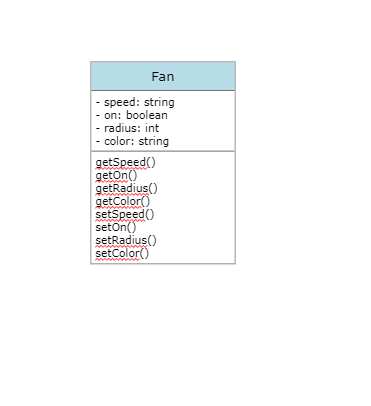 Fan
- speed: string
- on: boolean
- radius: int
- color: string
getSpeed()
getOn()
getRadius()
getColor()
setSpeed()
setOn()
setRadius()
setColor()